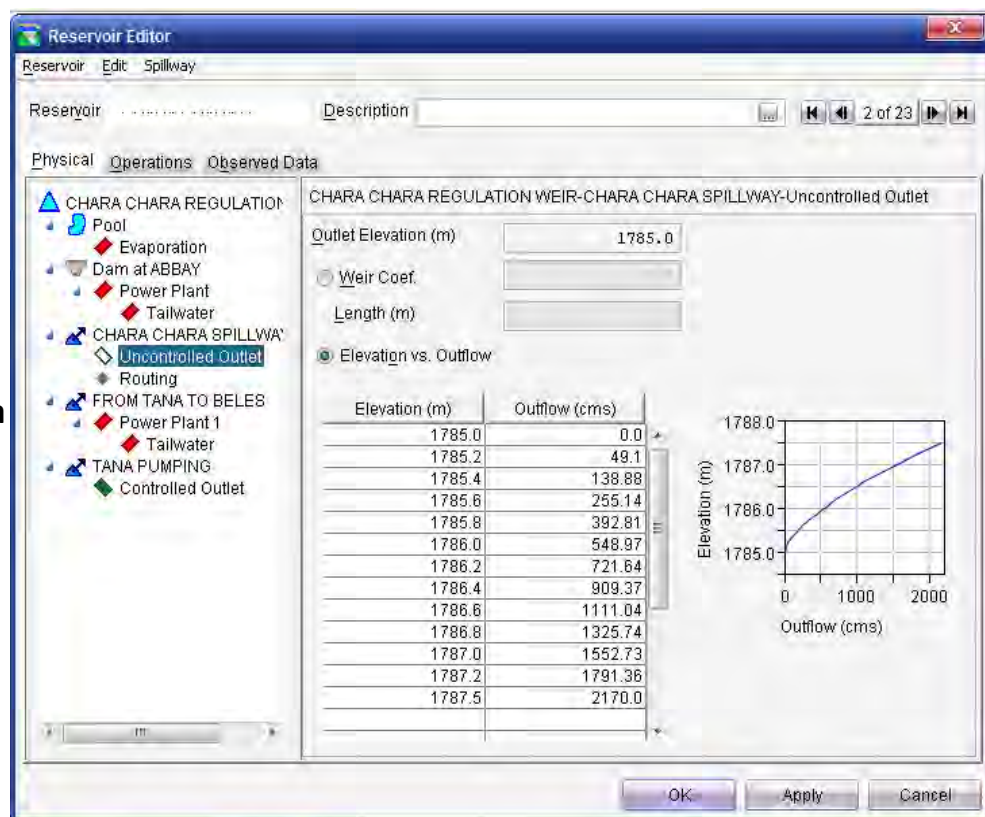 Reservoir Editor
Reservoir Edit Spillway
Reservoir Description ... 2 of 23
Physical Operations Observed Data
CHARA CHARA REGULATION
Pool
Evaporation
Dam at ABBAY
Power Plant
Tailwater
CHARA CHARA SPILLWA
Uncontrolled Outlet
Routing
FROM TANA TO BELES
Power Plant 1
Tailwater
TANA PUMPING
Controlled Outlet
CHARA CHARA REGULATION WEIR-CHARA CHARA SPILLWAY-Uncontrolled Outlet
Outlet Elevation (m) 1785.0
Weir Coef.
Length (m)
Elevation vs. Outflow
Elevation (m) Outflow (cms)
1785.0 0.0
1785.2 49.1
1785.4 138.88
1785.6 255.14
1785.8 392.81
1786.0 548.97
1786.2 721.64
1786.4 909.37
1786.6 1111.04
1786.8 1325.74
1787.0 1552.73
1787.2 1791.36
1787.5 2170.0
Elevation (m)
1788.0
1787.0
1786.0
1785.0
0 1000 2000
Outflow (cms)
OK Apply Cancel